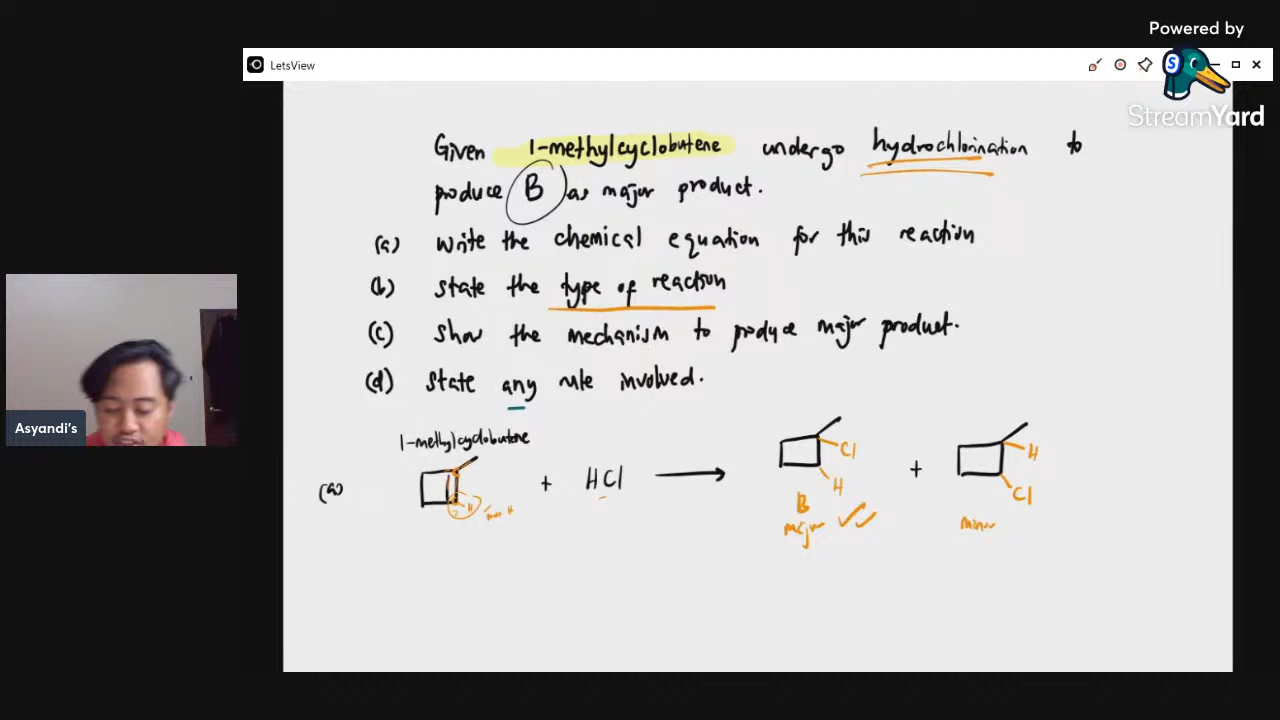 Powered by
StreamYard
LetsView
Given 1-methylcyclobutene undergo hydrochlorination to
produce B as major product.
(a) write the chemical equation for this reaction
(b) state the type of reaction
(c) show the mechanism to produce major product.
(d) state any rule involved.
Asyandi's
1-methylcyclobutene
(a) + HCl → + 
H
Cl
H
B
major
H
Cl
minor